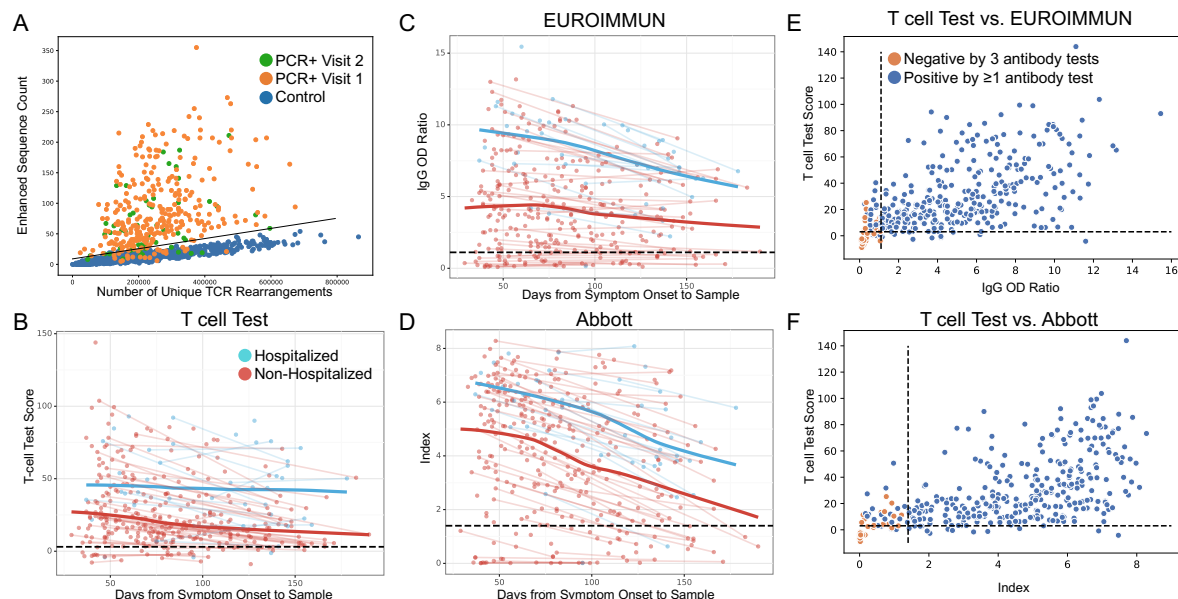 A
Enhanced Sequence Count
350
300
250
200
150
100
50
0
PCR+ Visit 2
PCR+ Visit 1
Control
0
200000
400000
600000
800000
Number of Unique TCR Rearrangements
B
T cell Test
T-cell Test Score
150
100
50
0
Hospitalized
Non-Hospitalized
50
100
150
Days from Symptom Onset to Sample
C
EUROIMMUN
IgG OD Ratio
15
10
5
0
50
100
150
Days from Symptom Onset to Sample
D
Abbott
Index
8
6
4
2
0
50
100
150
Days from Symptom Onset to Sample
E
T cell Test vs. EUROIMMUN
T cell Test Score
140
120
100
80
60
40
20
0
Negative by 3 antibody tests
Positive by ≥1 antibody test
0
2
4
6
8
10
12
14
16
IgG OD Ratio
F
T cell Test vs. Abbott
T cell Test Score
140
120
100
80
60
40
20
0
0
2
4
6
8
Index